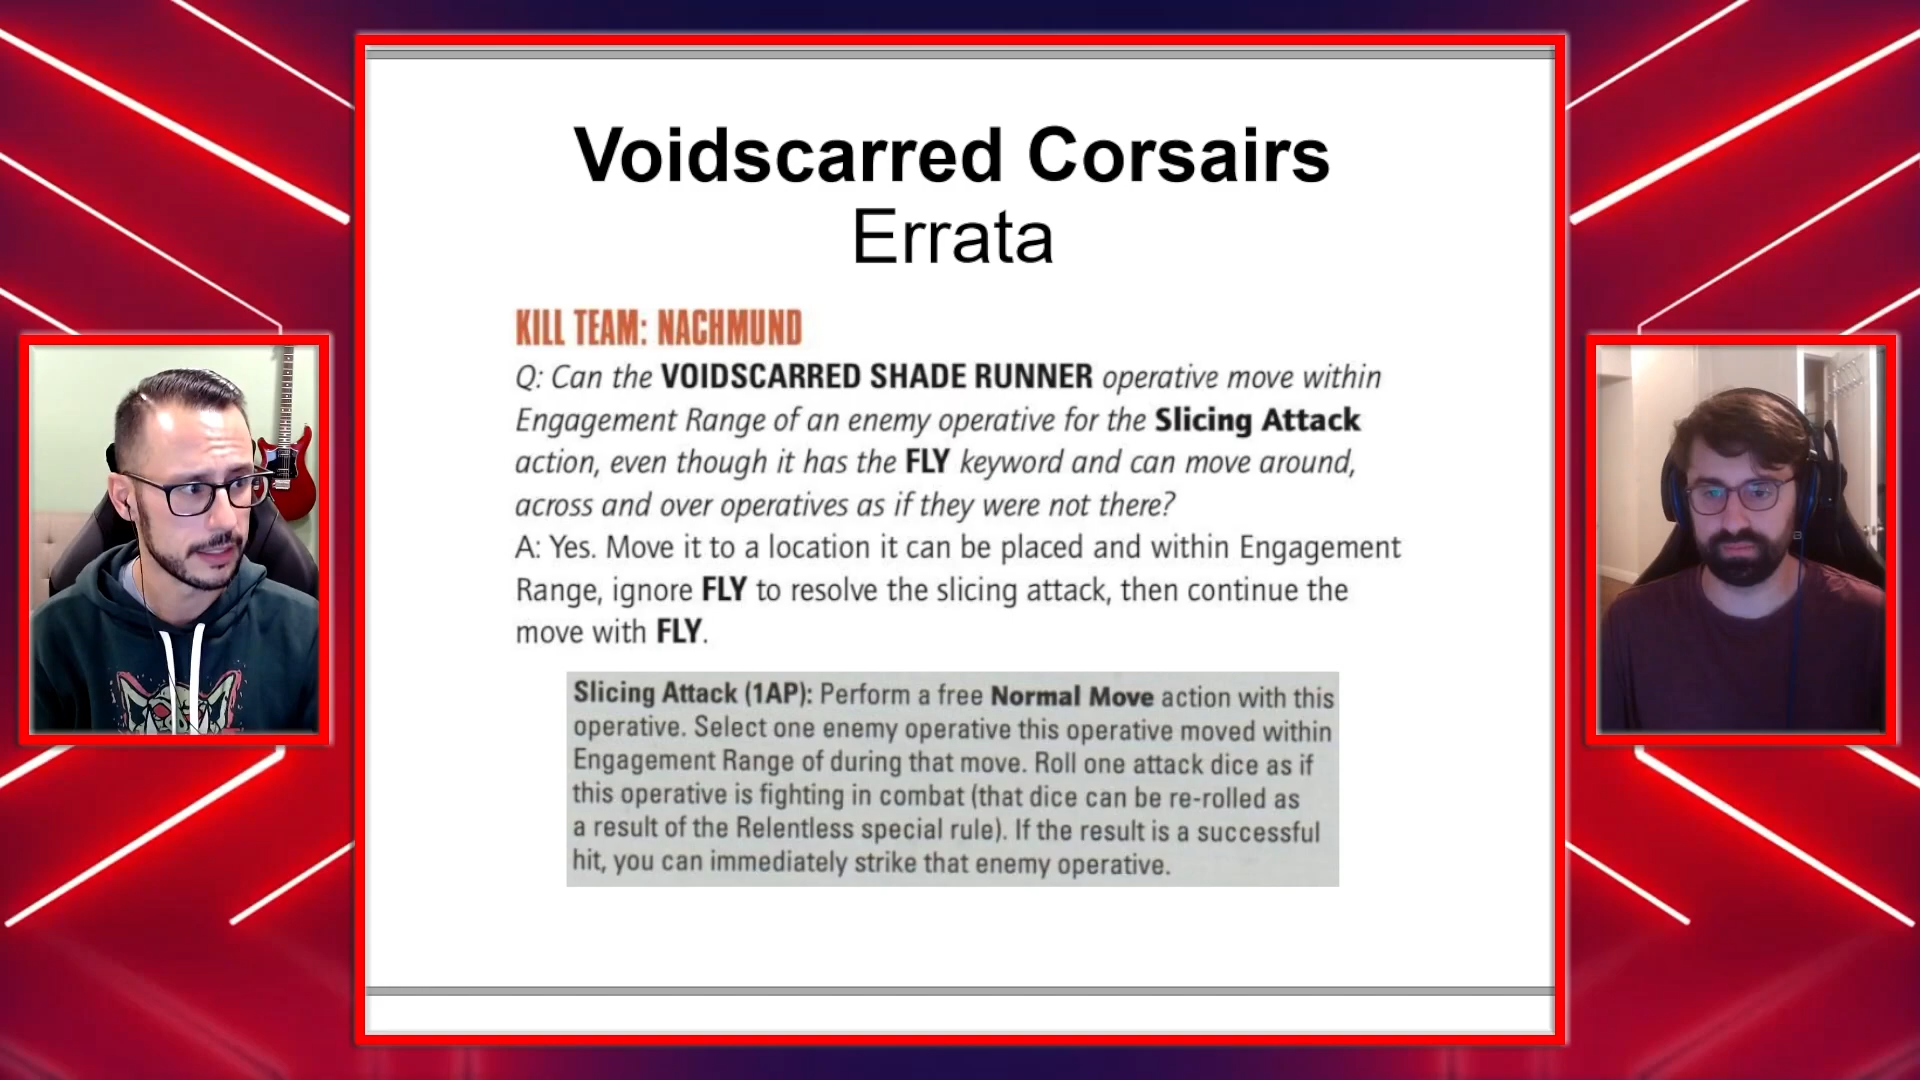 Voidscarred Corsairs
Errata
KILL TEAM: NACHMUND
Q: Can the VOIDSCARRED SHADE RUNNER operative move within
Engagement Range of an enemy operative for the Slicing Attack
action, even though it has the FLY keyword and can move around,
across and over operatives as if they were not there?
A: Yes. Move it to a location it can be placed and within Engagement
Range, ignore FLY to resolve the slicing attack, then continue the
move with FLY.
Slicing Attack (1AP): Perform a free Normal Move action with this
operative. Select one enemy operative this operative moved within
Engagement Range of during that move. Roll one attack dice as if
this operative is fighting in combat (that dice can be re-rolled as
a result of the Relentless special rule). If the result is a successful
hit, you can immediately strike that enemy operative.